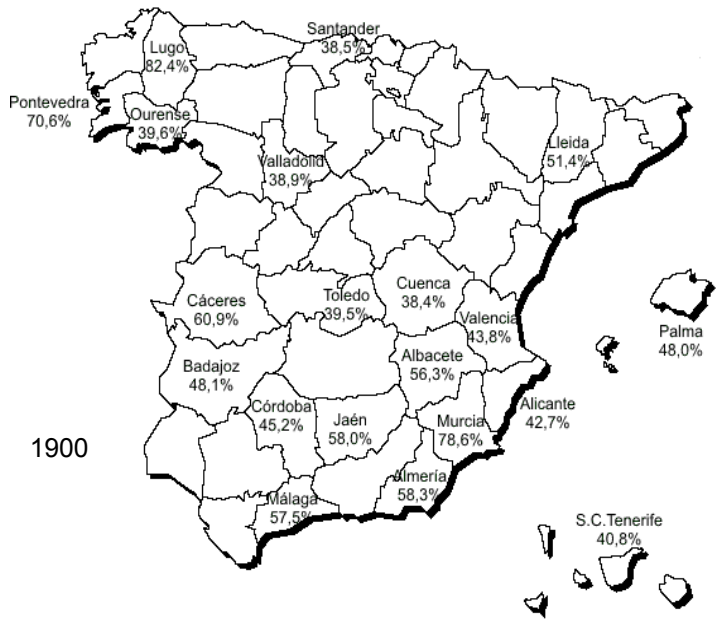 Santander
38,5%
Lugo
82,4%
Pontevedra
70,6%
Ourense
39,6%
Valladolid
38,9%
Lleida
51,4%
Cáceres
60,9%
Toledo
39,5%
Cuenca
38,4%
Valencia
43,8%
Palma
48,0%
Badajoz
48,1%
Albacete
56,3%
Córdoba
45,2%
Jaén
58,0%
Murcia
78,6%
Alicante
42,7%
1900
Almería
58,3%
Málaga
57,5%
S.C.Tenerife
40,8%